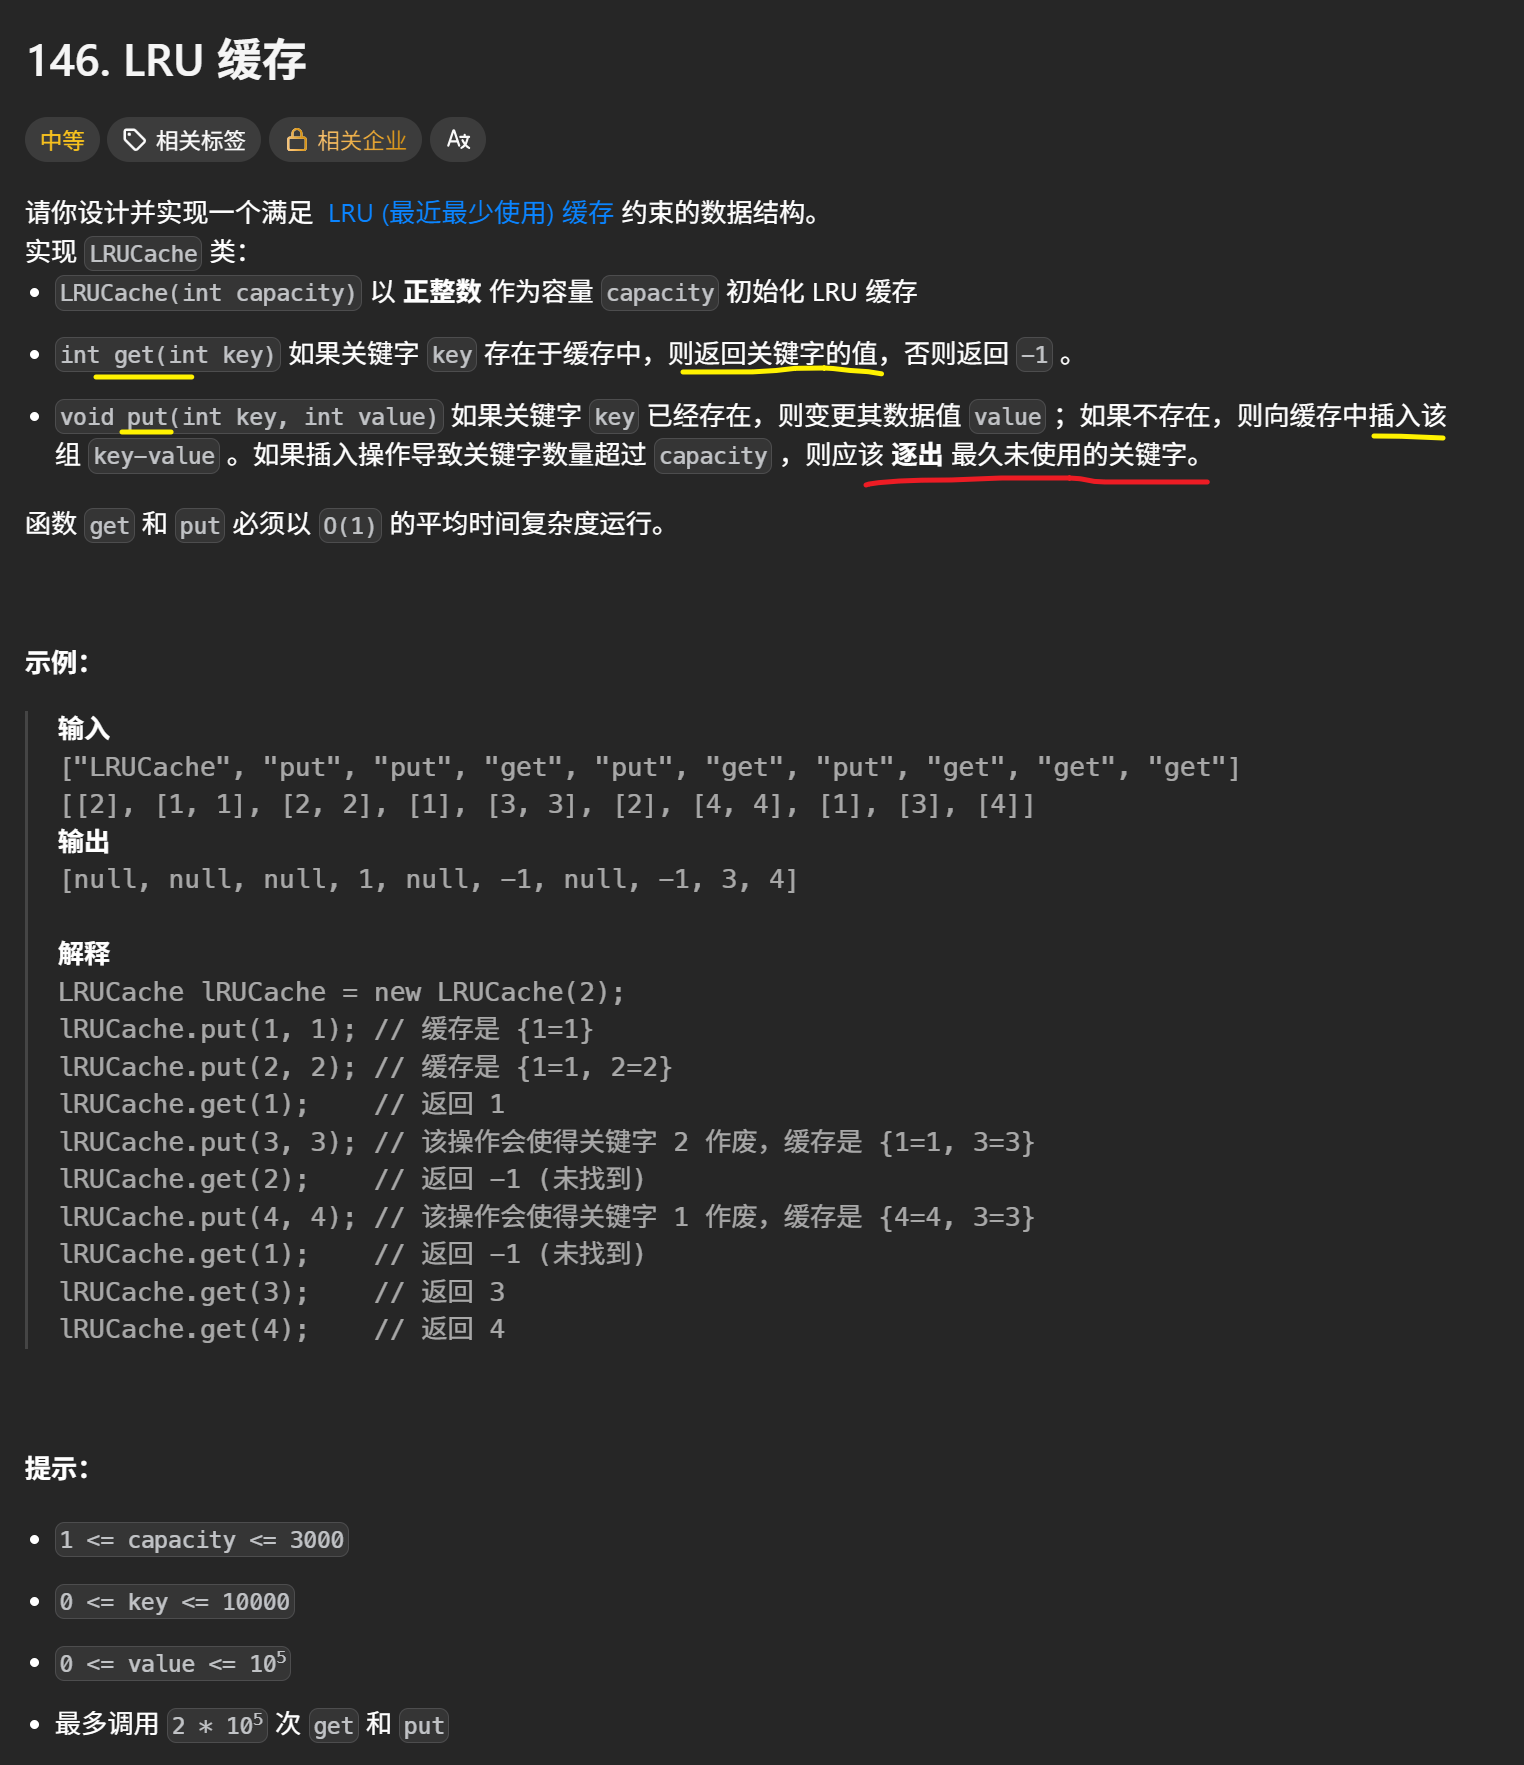 146. LRU 缓存
中等 相关标签 相关企业
请你设计并实现一个满足 LRU (最近最少使用) 缓存 约束的数据结构。
实现 LRUCache 类：
• LRUCache(int capacity) 以 正整数 作为容量 capacity 初始化 LRU 缓存
• int get(int key) 如果关键字 key 存在于缓存中，则返回关键字的值，否则返回 -1 。
• void put(int key, int value) 如果关键字 key 已经存在，则变更其数据值 value ；如果不存在，则向缓存中插入该
组 key-value 。如果插入操作导致关键字数量超过 capacity ，则应该 逐出 最久未使用的关键字。
函数 get 和 put 必须以 O(1) 的平均时间复杂度运行。
示例：
输入
["LRUCache", "put", "put", "get", "put", "get", "put", "get", "get", "get"]
[[2], [1, 1], [2, 2], [1], [3, 3], [2], [4, 4], [1], [3], [4]]
输出
[null, null, null, 1, null, -1, null, -1, 3, 4]
解释
LRUCache lRUCache = new LRUCache(2);
lRUCache.put(1, 1); // 缓存是 {1=1}
lRUCache.put(2, 2); // 缓存是 {1=1, 2=2}
lRUCache.get(1);    // 返回 1
lRUCache.put(3, 3); // 该操作会使得关键字 2 作废，缓存是 {1=1, 3=3}
lRUCache.get(2);    // 返回 -1 (未找到)
lRUCache.put(4, 4); // 该操作会使得关键字 1 作废，缓存是 {4=4, 3=3}
lRUCache.get(1);    // 返回 -1 (未找到)
lRUCache.get(3);    // 返回 3
lRUCache.get(4);    // 返回 4
提示：
• 1 <= capacity <= 3000
• 0 <= key <= 10000
• 0 <= value <= 10⁵
• 最多调用 2 * 10⁵ 次 get 和 put